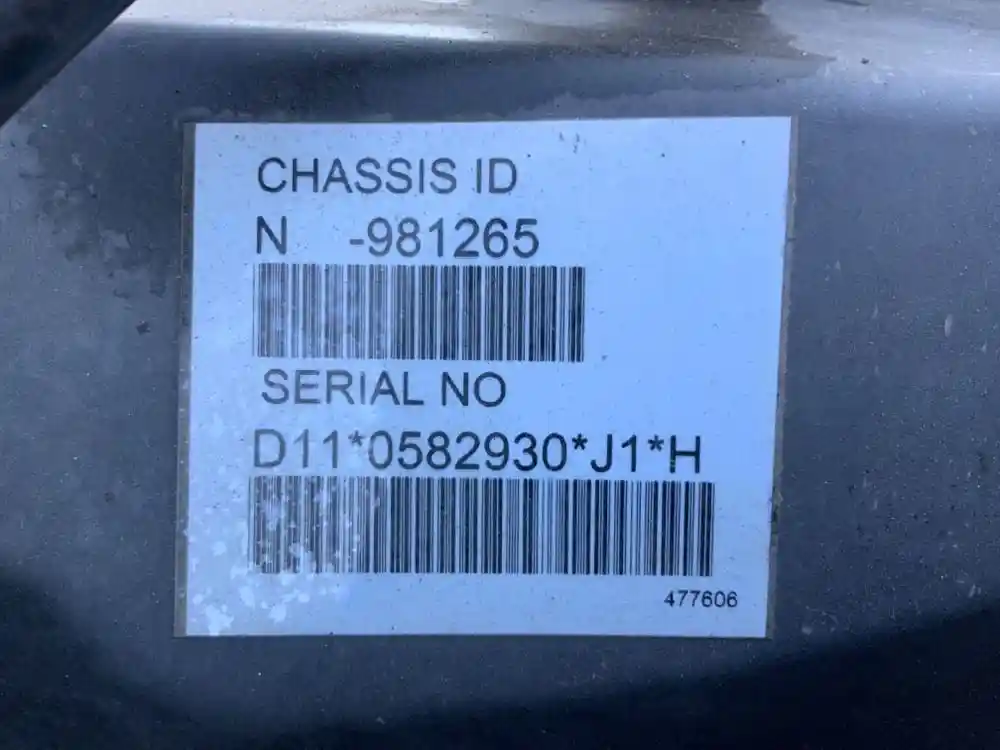 CHASSIS ID
N -981265
SERIAL NO
D11*0582930*J1*H
477606